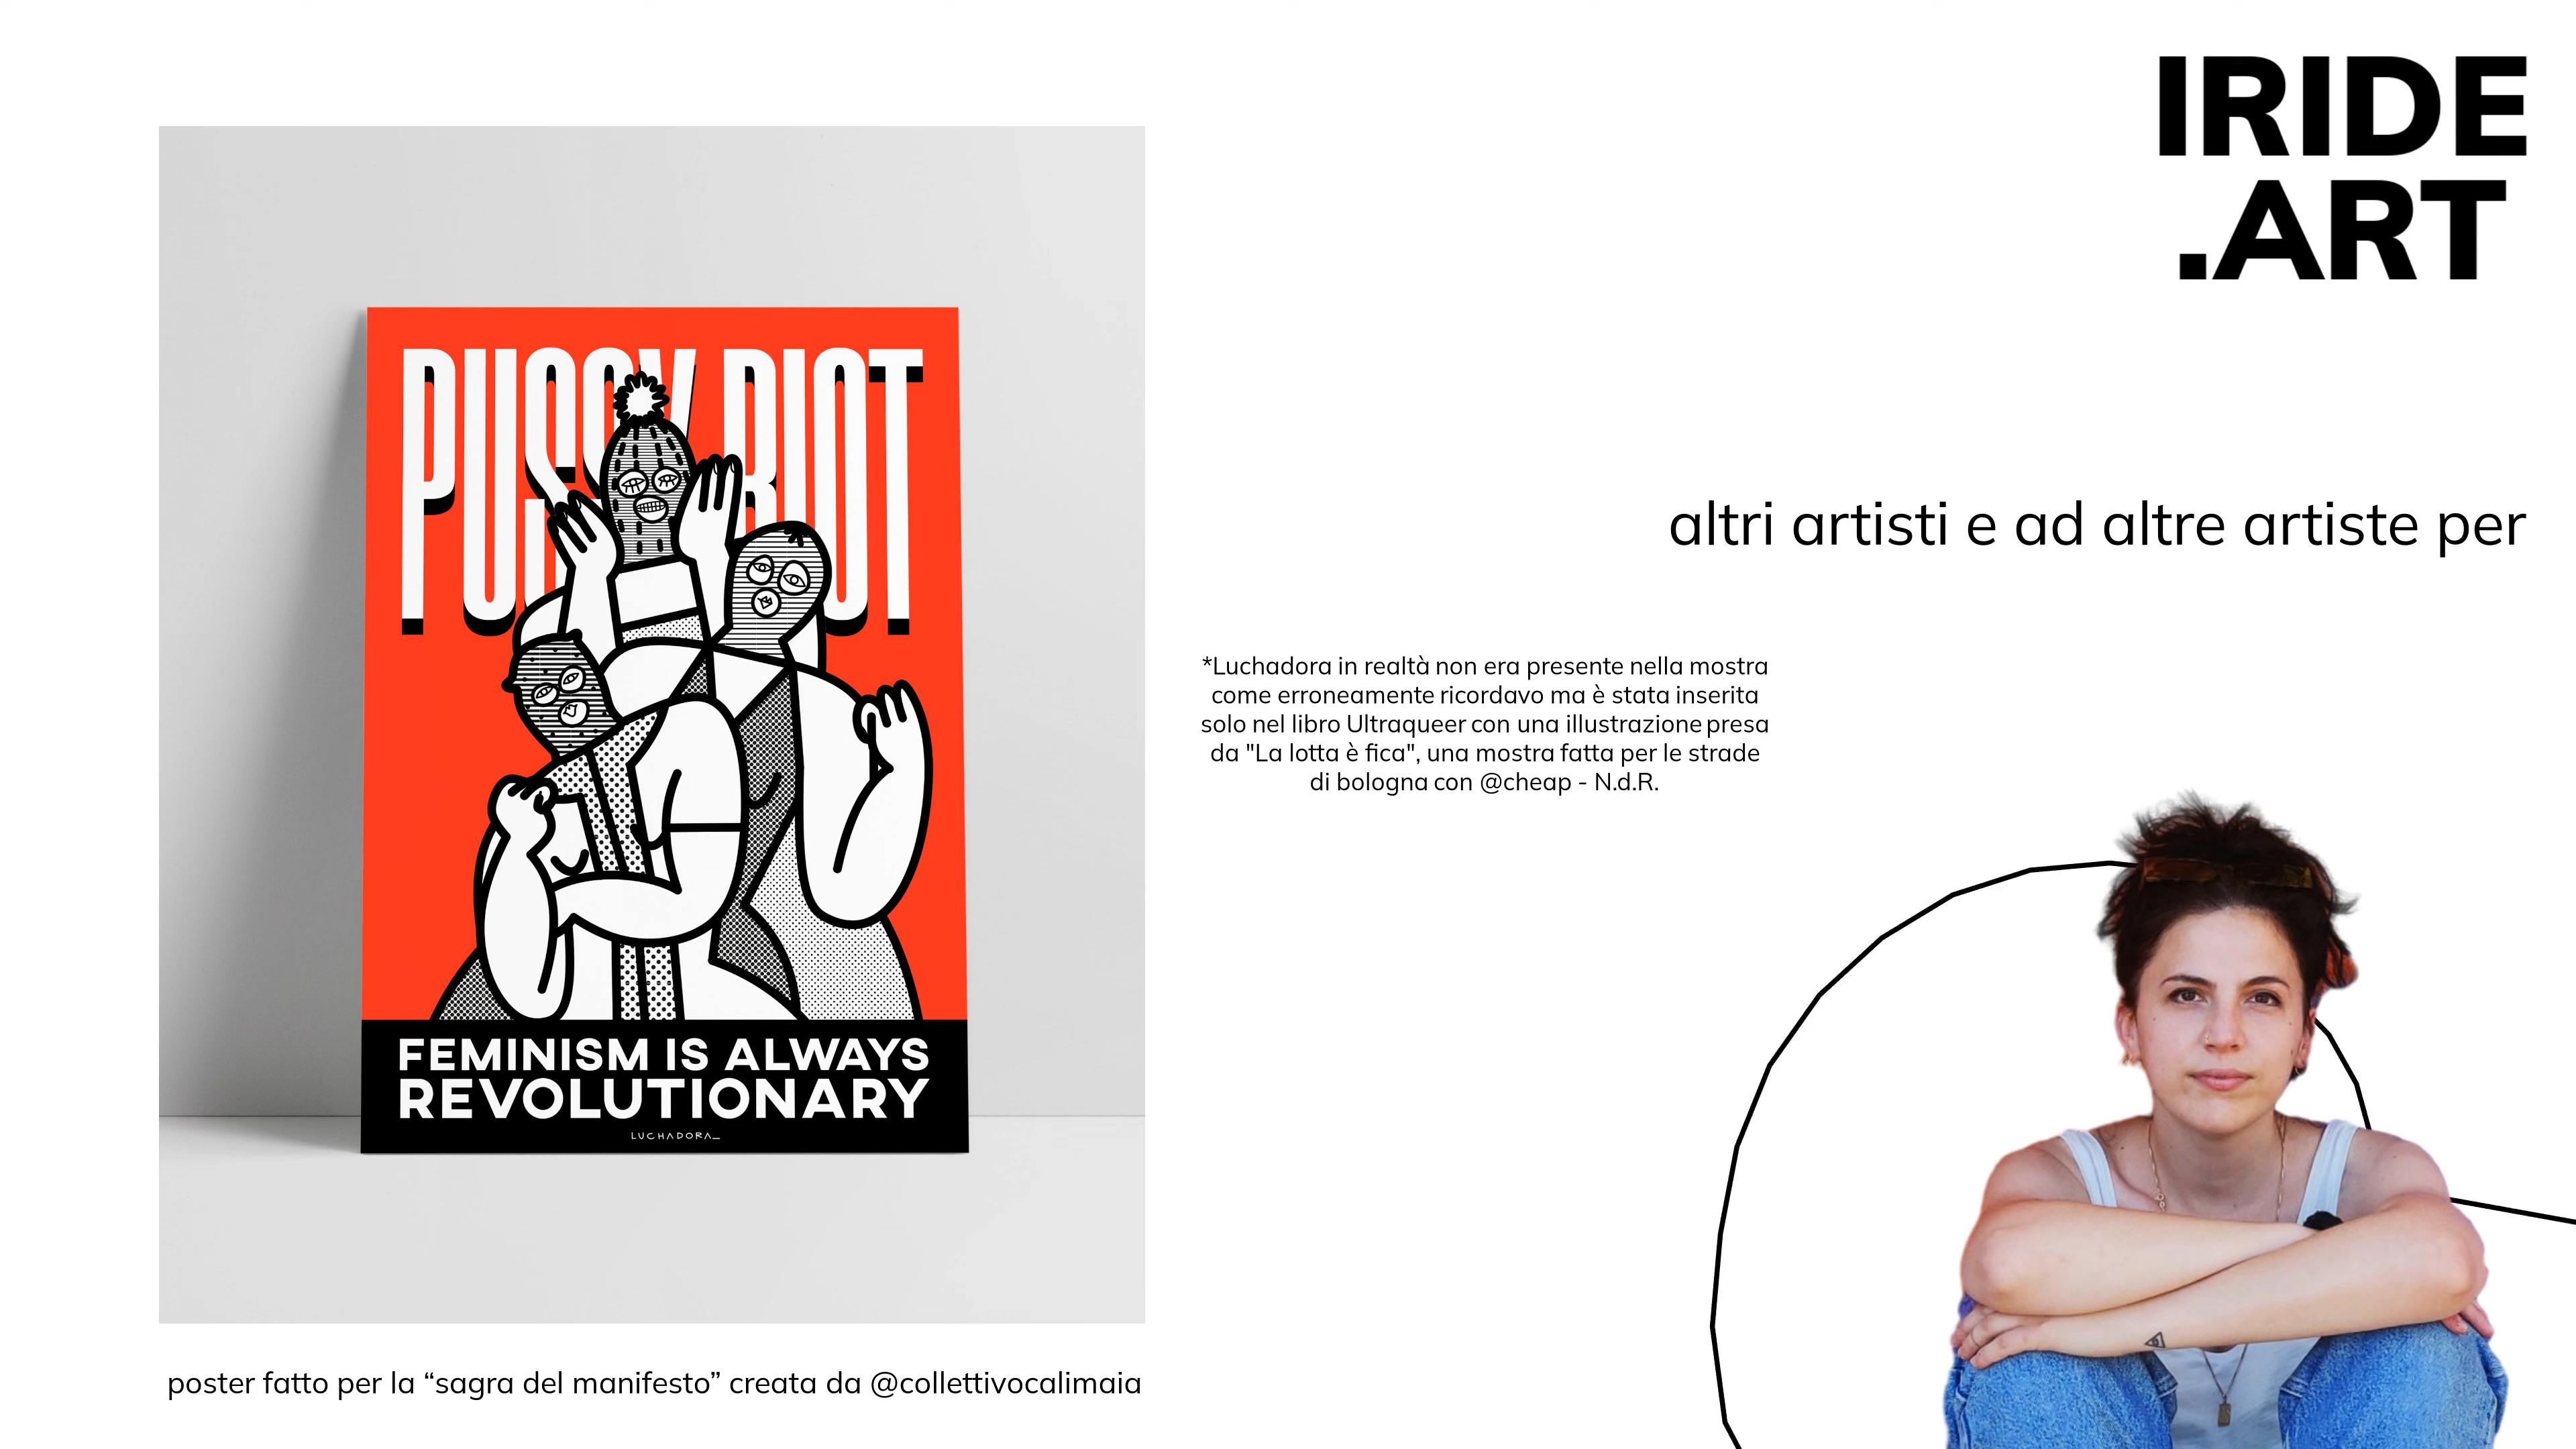 IRIDE
.ART
PUSSY RIOT
FEMINISM IS ALWAYS
REVOLUTIONARY
LUCHADORA_
poster fatto per la “sagra del manifesto” creata da @collettivocalimaia
altri artisti e ad altre artiste per
*Luchadora in realtà non era presente nella mostra
come erroneamente ricordavo ma è stata inserita
solo nel libro Ultraqueer con una illustrazione presa
da "La lotta è fica", una mostra fatta per le strade
di bologna con @cheap - N.d.R.